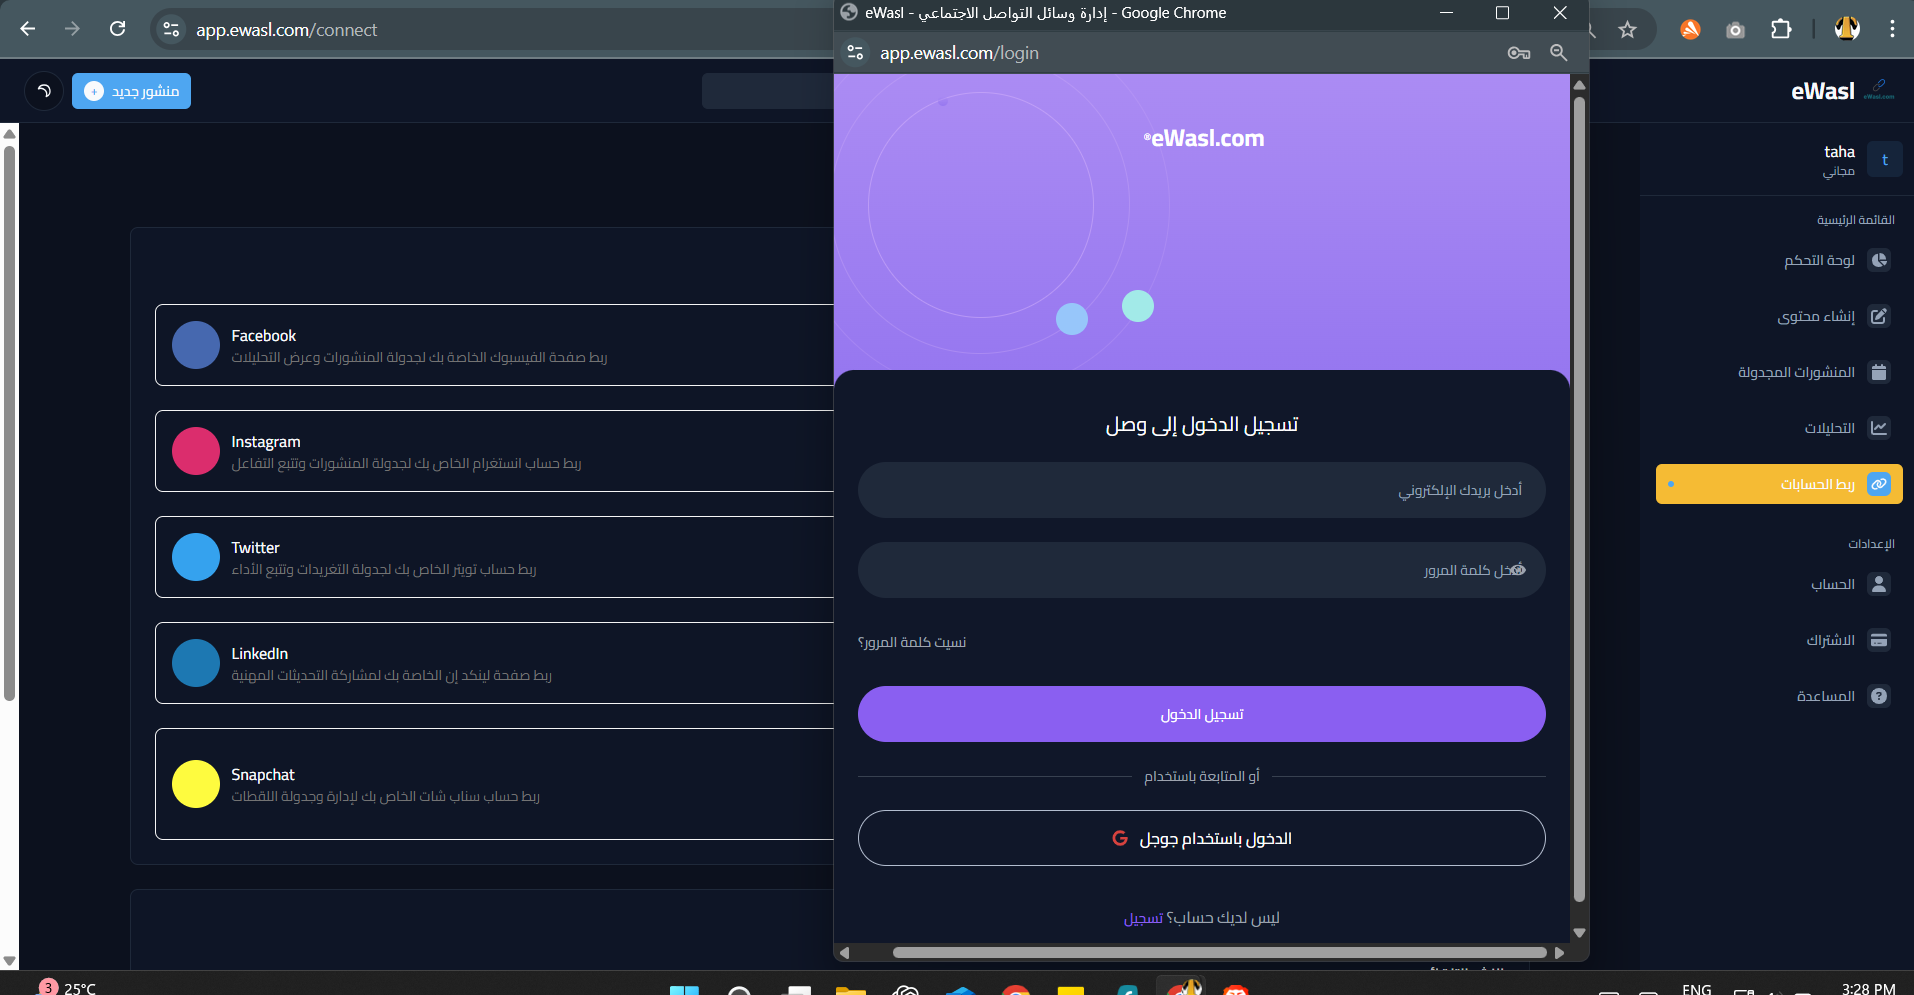 app.ewasl.com/connect
eWasl - إدارة وسائل التواصل الاجتماعي - Google Chrome
app.ewasl.com/login
منشور جديد
eWasl
eWasl.com
taha
مجاني
t
القائمة الرئيسية
لوحة التحكم
إنشاء محتوى
المنشورات المجدولة
التحليلات
ربط الحسابات
الإعدادات
الحساب
الاشتراك
المساعدة
Facebook
ربط صفحة الفيسبوك الخاصة بك لجدولة المنشورات وعرض التحليلات
Instagram
ربط حساب انستغرام الخاص بك لجدولة المنشورات وتتبع التفاعل
Twitter
ربط حساب تويتر الخاص بك لجدولة التغريدات وتتبع الأداء
LinkedIn
ربط صفحة لينكد إن الخاصة بك لمشاركة التحديثات المهنية
Snapchat
ربط حساب سناب شات الخاص بك لإدارة وجدولة اللقطات
eWasl.com®
تسجيل الدخول إلى وصل
أدخل بريدك الإلكتروني
أدخل كلمة المرور
نسيت كلمة المرور؟
تسجيل الدخول
أو المتابعة باستخدام
الدخول باستخدام جوجل G
ليس لديك حساب؟ تسجيل
3
25°C
ENG
3:28 PM